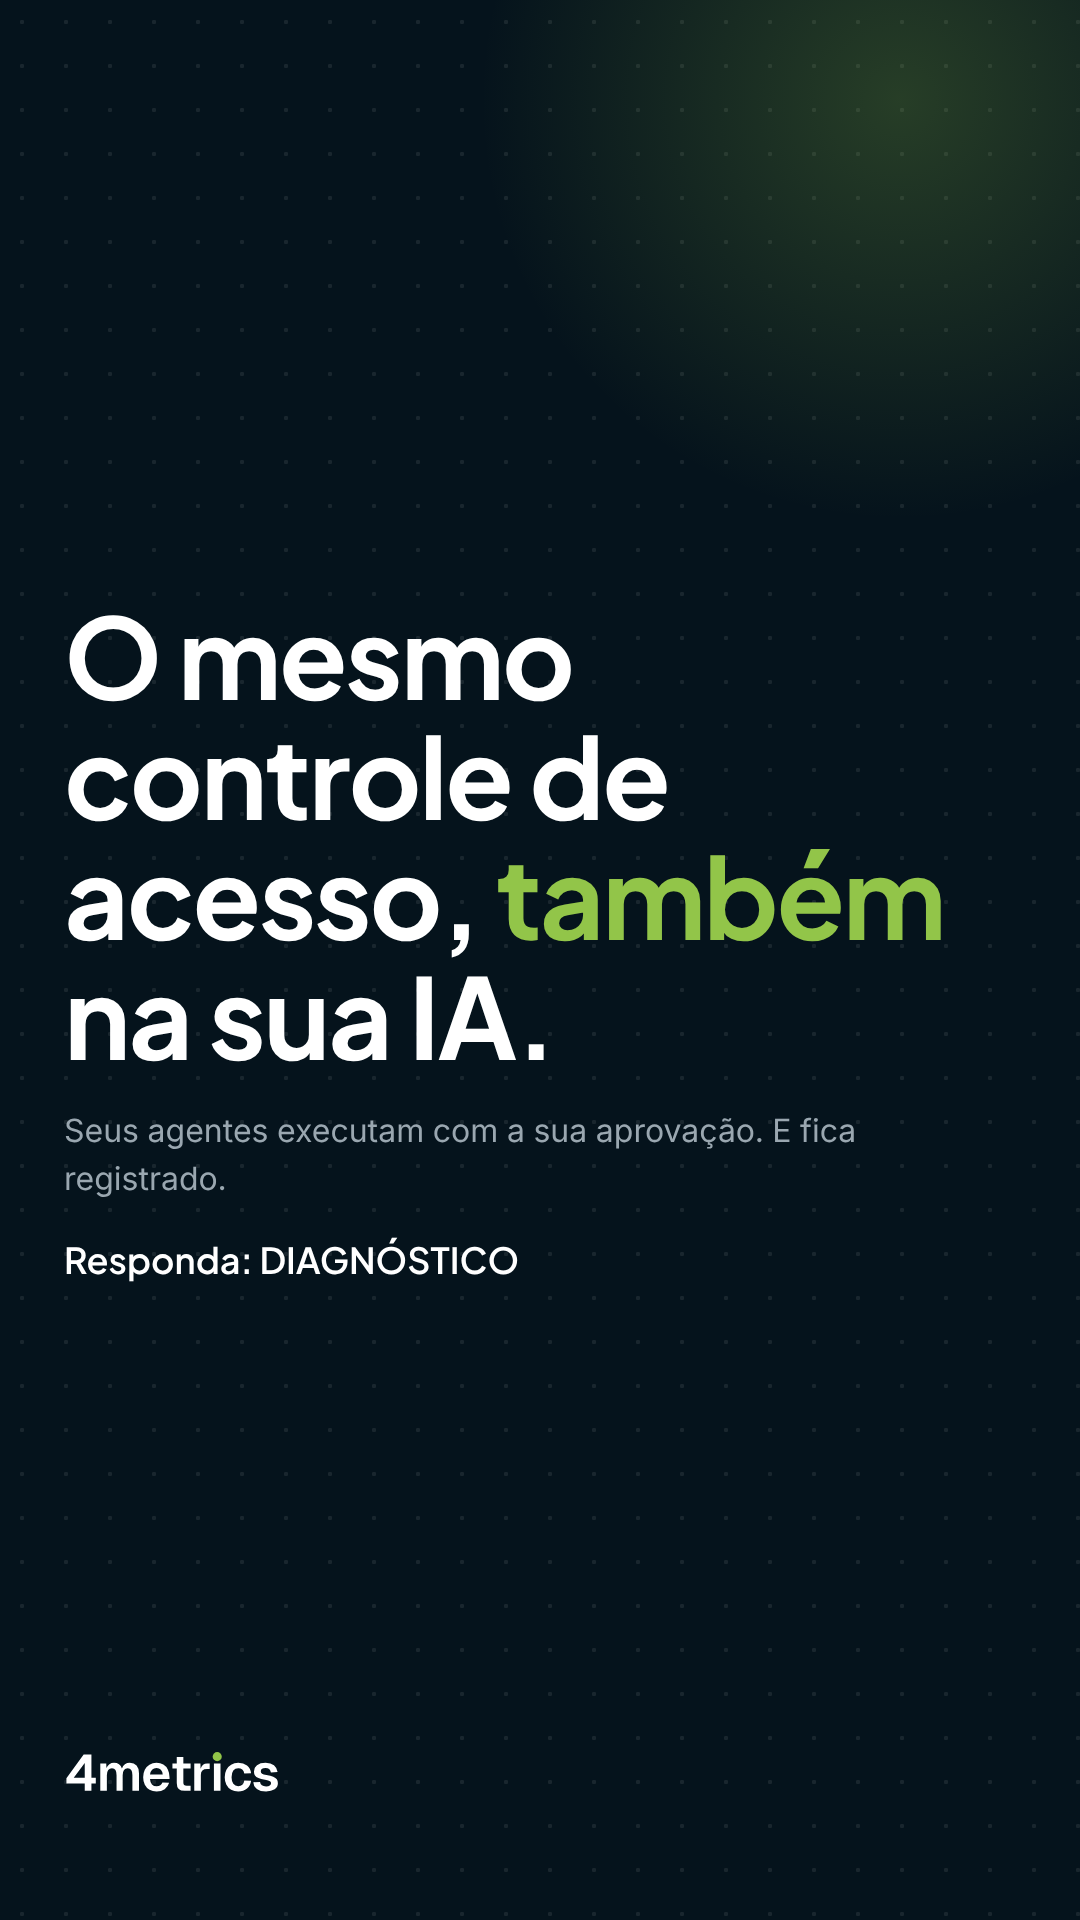 O mesmo
controle de
acesso, também
na sua IA.
Seus agentes executam com a sua aprovação. E fica
registrado.
Responda: DIAGNÓSTICO
4metrics